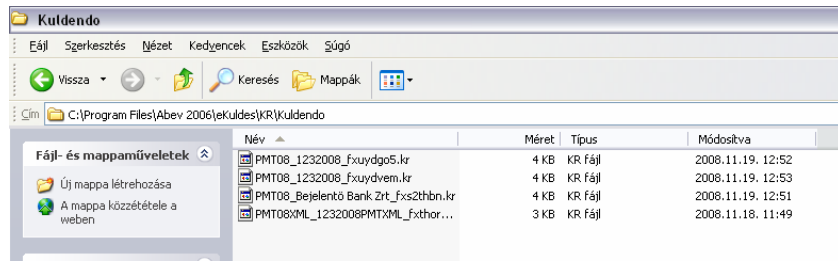 Kuldendo
Fájl Szerkesztés Nézet Kedvencek Eszközök Súgó
Vissza Keresés Mappák
Cím C:\Program Files\Abev 2006\eKuldes\KR\Kuldendo
Név Méret Típus Módosítva
Fájl- és mappaműveletek
Új mappa létrehozása
A mappa közzététele a
weben
PMT08_1232008_fxuydgo5.kr 4 KB KR fájl 2008.11.19. 12:52
PMT08_1232008_fxuydvem.kr 4 KB KR fájl 2008.11.19. 12:53
PMT08_Bejelentö Bank Zrt_fxs2thbn.kr 4 KB KR fájl 2008.11.19. 12:51
PMT08XML_1232008PMTXML_fxthor... 3 KB KR fájl 2008.11.18. 11:49